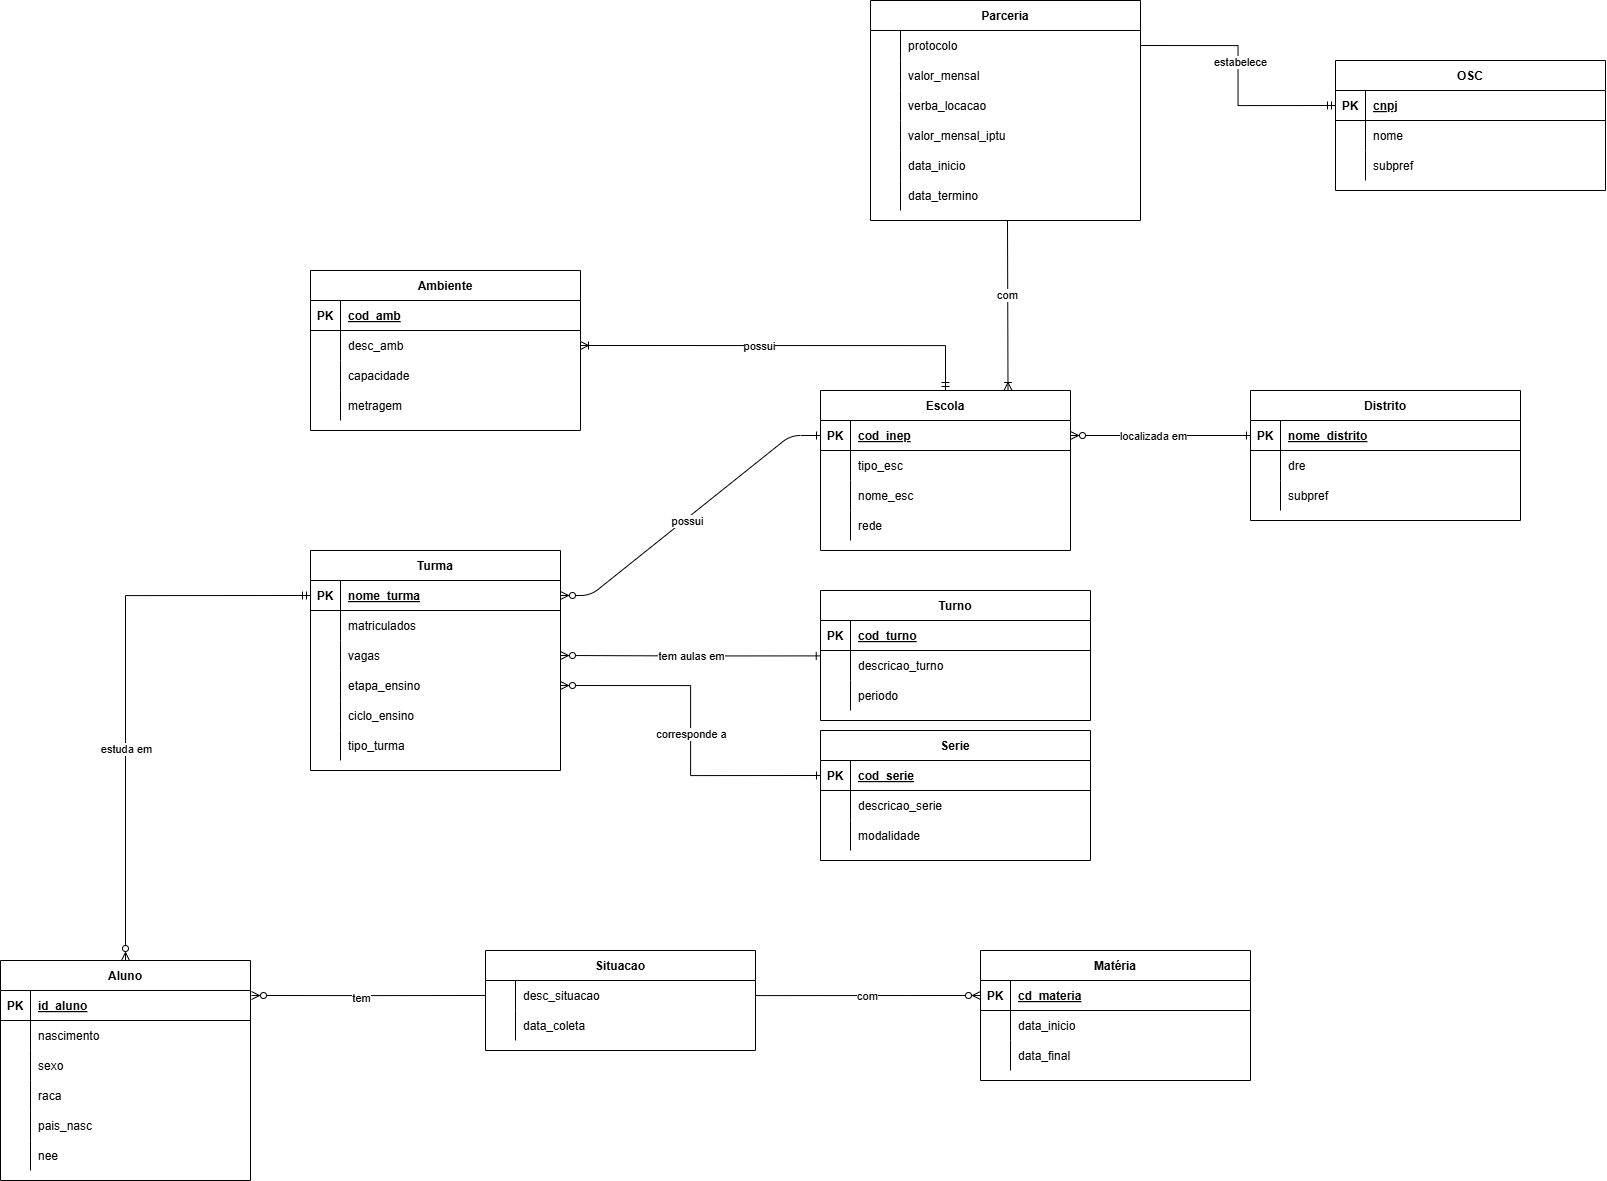 Parceria
protocolo
valor_mensal
verba_locacao
valor_mensal_iptu
data_inicio
data_termino
estabelece
OSC
PK cnpj
nome
subpref
com
Ambiente
PK cod_amb
desc_amb
capacidade
metragem
possui
Escola
PK cod_inep
tipo_esc
nome_esc
rede
localizada em
Distrito
PK nome_distrito
dre
subpref
possui
Turma
PK nome_turma
matriculados
vagas
etapa_ensino
ciclo_ensino
tipo_turma
tem aulas em
Turno
PK cod_turno
descricao_turno
periodo
corresponde a
Serie
PK cod_serie
descricao_serie
modalidade
estuda em
Aluno
PK id_aluno
nascimento
sexo
raca
pais_nasc
nee
tem
Situacao
desc_situacao
data_coleta
com
Matéria
PK cd_materia
data_inicio
data_final